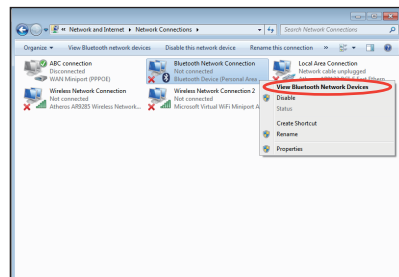 « Network and Internet ▸ Network Connections ▸
Search Network Connections
Organize View Bluetooth network devices Disable this network device Rename this connection »
ABC connection
Disconnected
WAN Miniport (PPPOE)
Bluetooth Network Connection
Not connected
Bluetooth Device (Personal Area ...
Local Area Connection
Network cable unplugged
Wireless Network Connection
Not connected
Atheros AR9285 Wireless Network...
Wireless Network Connection 2
Not connected
Microsoft Virtual WiFi Miniport A
View Bluetooth Network Devices
Disable
Status
Create Shortcut
Rename
Properties